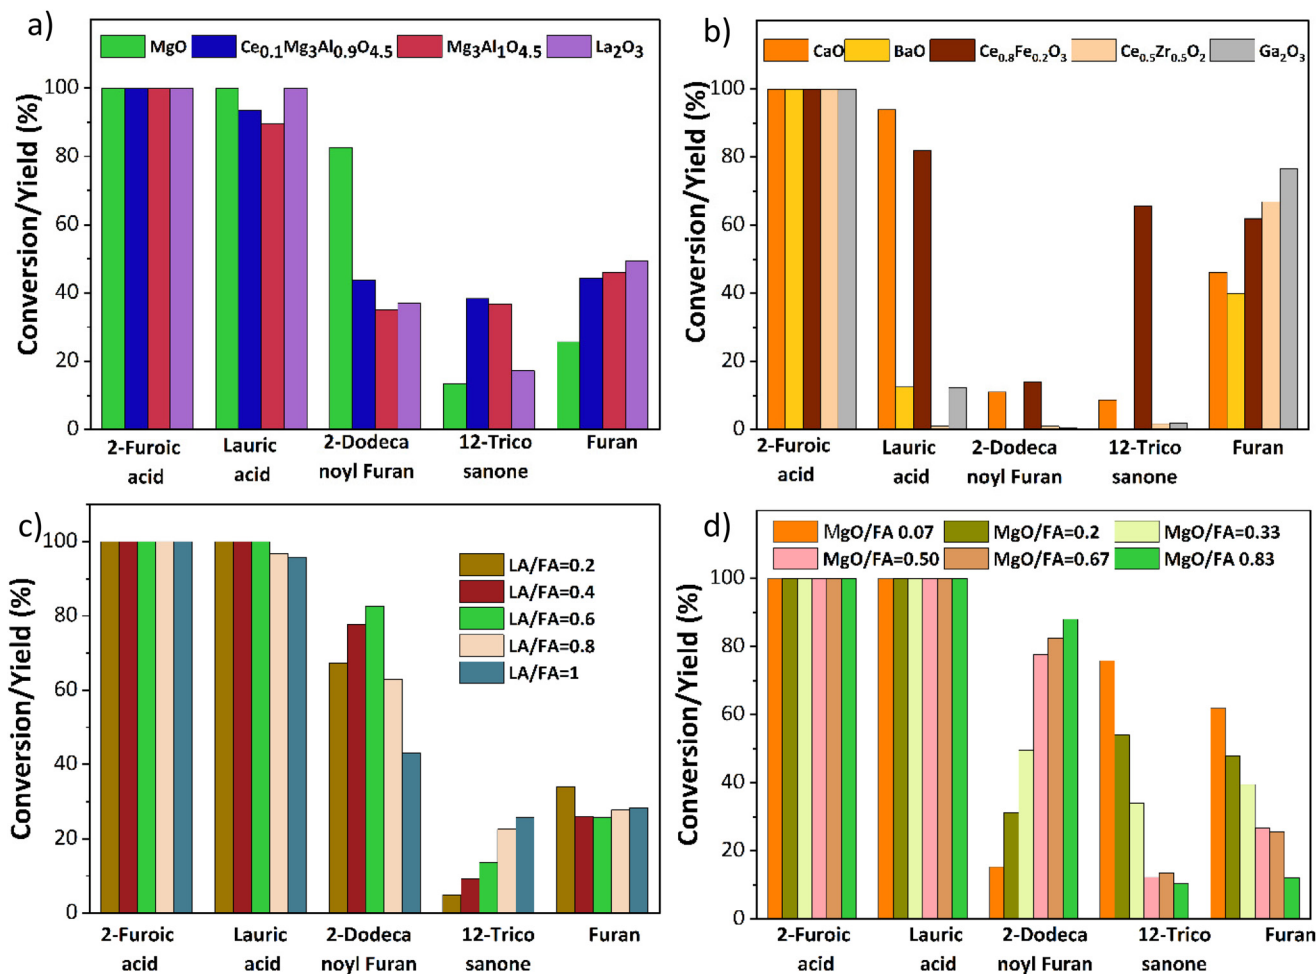 a)
MgO Ce0.1Mg3Al0.9O4.5 Mg3Al1O4.5 La2O3
Conversion/Yield (%)
100
80
60
40
20
0
2-Furoic acid
Lauric acid
2-Dodeca noyl Furan
12-Trico sanone
Furan
b)
CaO BaO Ce0.8Fe0.2O3 Ce0.5Zr0.5O2 Ga2O3
Conversion/Yield (%)
100
80
60
40
20
0
2-Furoic acid
Lauric acid
2-Dodeca noyl Furan
12-Trico sanone
Furan
c)
LA/FA=0.2
LA/FA=0.4
LA/FA=0.6
LA/FA=0.8
LA/FA=1
Conversion/Yield (%)
100
80
60
40
20
0
2-Furoic acid
Lauric acid
2-Dodeca noyl Furan
12-Trico sanone
Furan
d)
MgO/FA 0.07 MgO/FA=0.2 MgO/FA=0.33
MgO/FA=0.50 MgO/FA=0.67 MgO/FA 0.83
Conversion/Yield (%)
100
80
60
40
20
0
2-Furoic acid
Lauric acid
2-Dodeca noyl Furan
12-Trico sanone
Furan